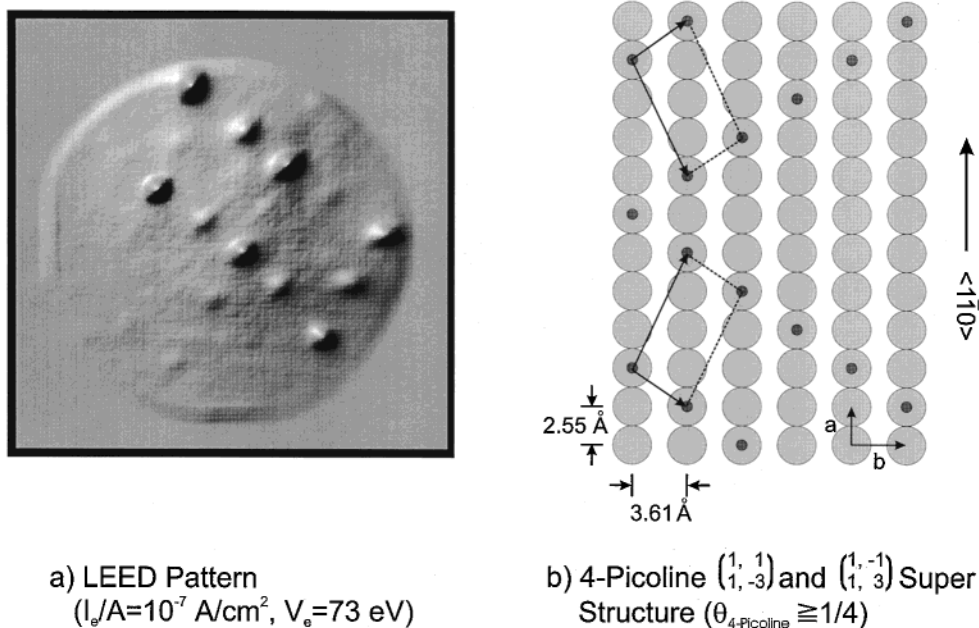 <11̄0>
2.55 Å
a
b
3.61 Å
a) LEED Pattern
(Iₑ/A=10⁻⁷ A/cm², Vₑ=73 eV)
b) 4-Picoline (1, 1 / 1, -3) and (1, -1 / 1, 3) Super
Structure (θ4-Picoline ≧1/4)